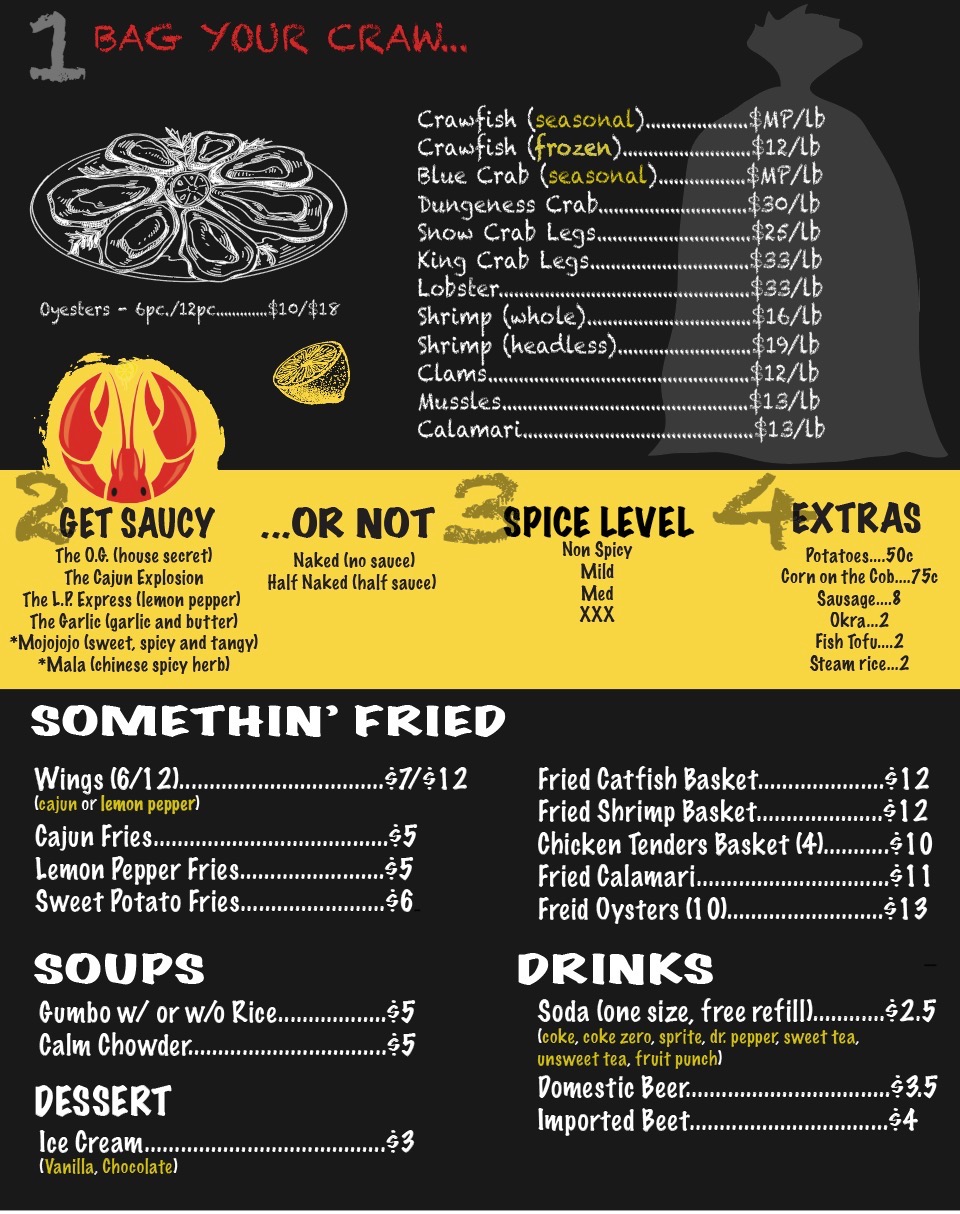 1 BAG YOUR CRAW...
Crawfish (seasonal)....................$MP/lb
Crawfish (frozen)........................$12/lb
Blue Crab (seasonal).................$MP/lb
Dungeness Crab............................$30/lb
Snow Crab Legs............................$25/lb
King Crab Legs..............................$33/lb
Lobster..............................................$33/lb
Shrimp (whole)..............................$16/lb
Shrimp (headless)........................$19/lb
Clams................................................$12/lb
Mussles.............................................$13/lb
Calamari..........................................$13/lb
Oyesters - 6pc./12pc.............$10/$18
2 GET SAUCY
The O.G. (house secret)
The Cajun Explosion
The L.P. Express (lemon pepper)
The Garlic (garlic and butter)
*Mojojojo (sweet, spicy and tangy)
*Mala (chinese spicy herb)
...OR NOT
Naked (no sauce)
Half Naked (half sauce)
3 SPICE LEVEL
Non Spicy
Mild
Med
XXX
4 EXTRAS
Potatoes....50c
Corn on the Cob....75c
Sausage....8
Okra...2
Fish Tofu....2
Steam rice...2
SOMETHIN' FRIED
Wings (6/12)..................................$7/$12
(cajun or lemon pepper)
Cajun Fries.......................................$5
Lemon Pepper Fries........................$5
Sweet Potato Fries........................$6
Fried Catfish Basket.....................$12
Fried Shrimp Basket.....................$12
Chicken Tenders Basket (4)...........$10
Fried Calamari................................$11
Freid Oysters (10)..........................$13
SOUPS
Gumbo w/ or w/o Rice..................$5
Calm Chowder.................................$5
DESSERT
Ice Cream........................................$3
(Vanilla, Chocolate)
DRINKS
Soda (one size, free refill)............$2.5
(coke, coke zero, sprite, dr. pepper, sweet tea,
unsweet tea, fruit punch)
Domestic Beer..................................$3.5
Imported Beet.................................$4